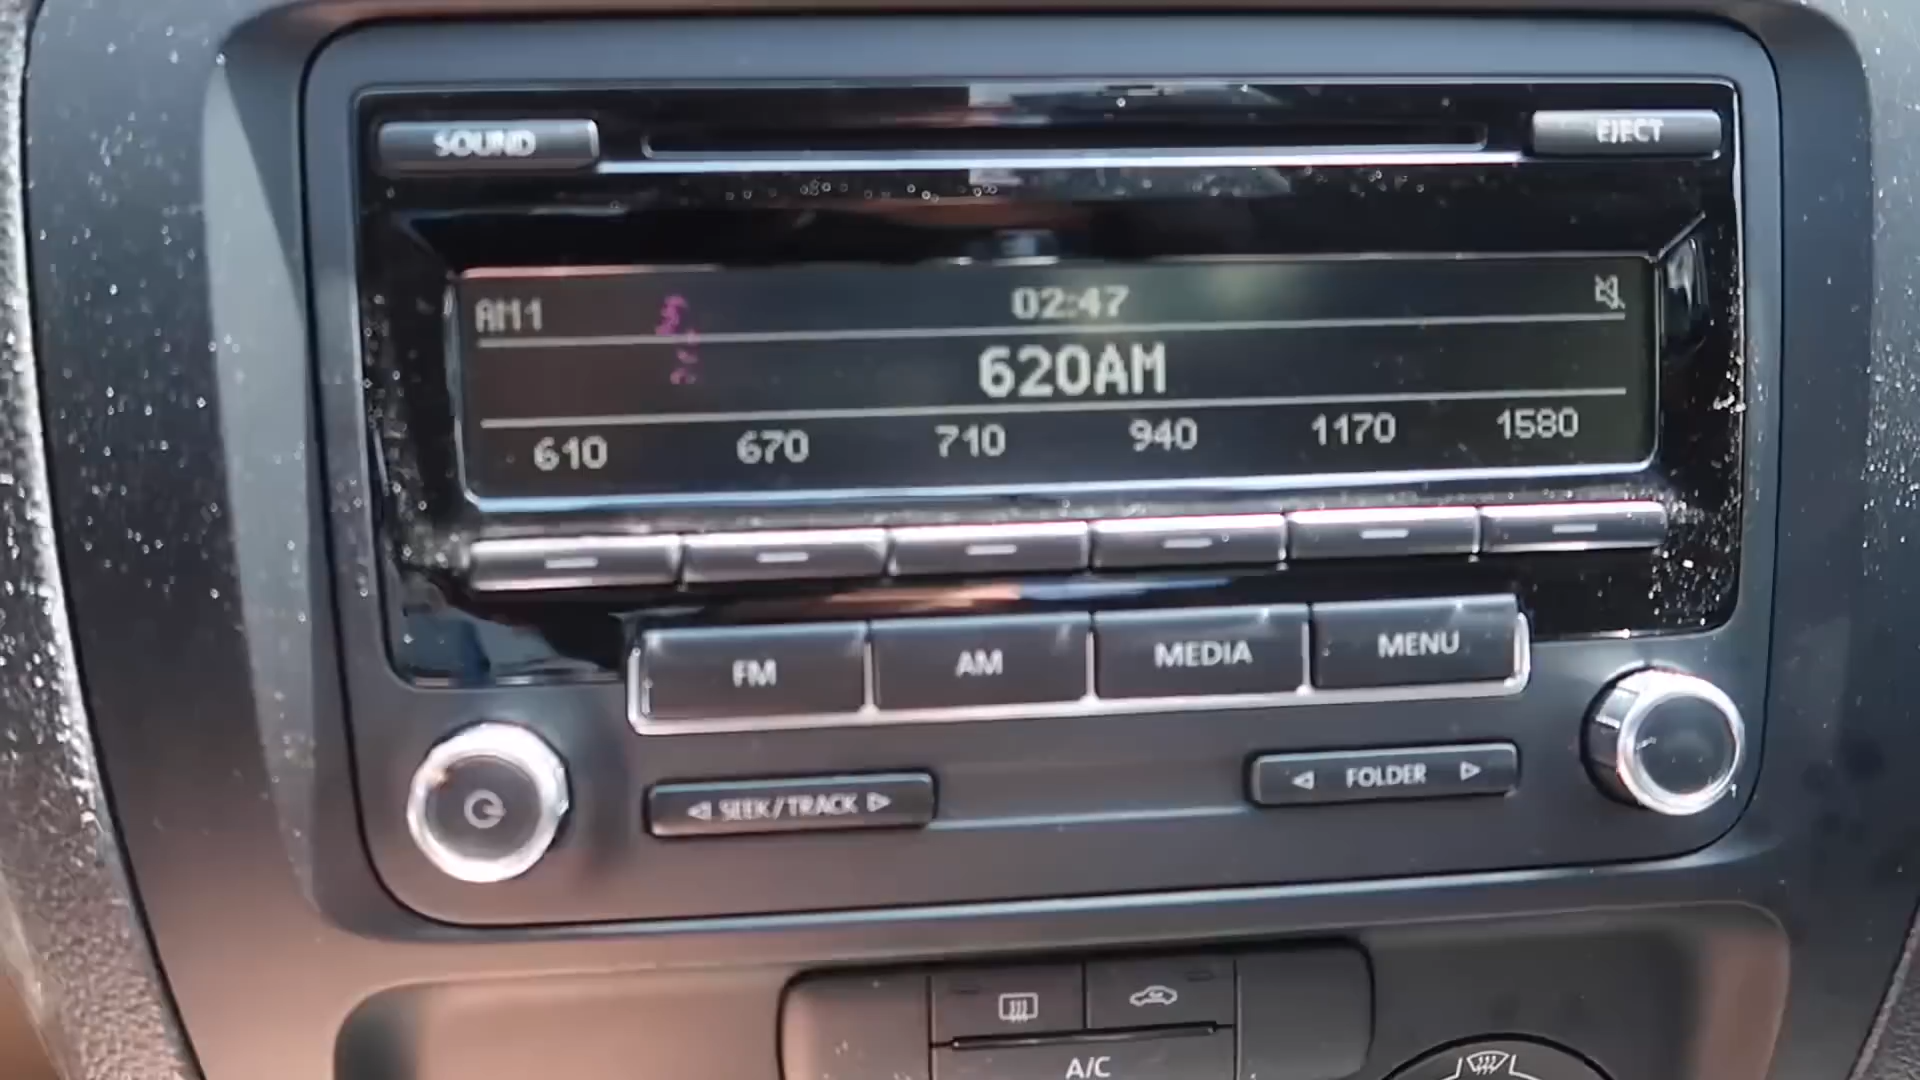 SOUND EJECT
AM1 02:47
620AM
610 670 710 940 1170 1580
FM AM MEDIA MENU
SEEK/TRACK FOLDER
A/C